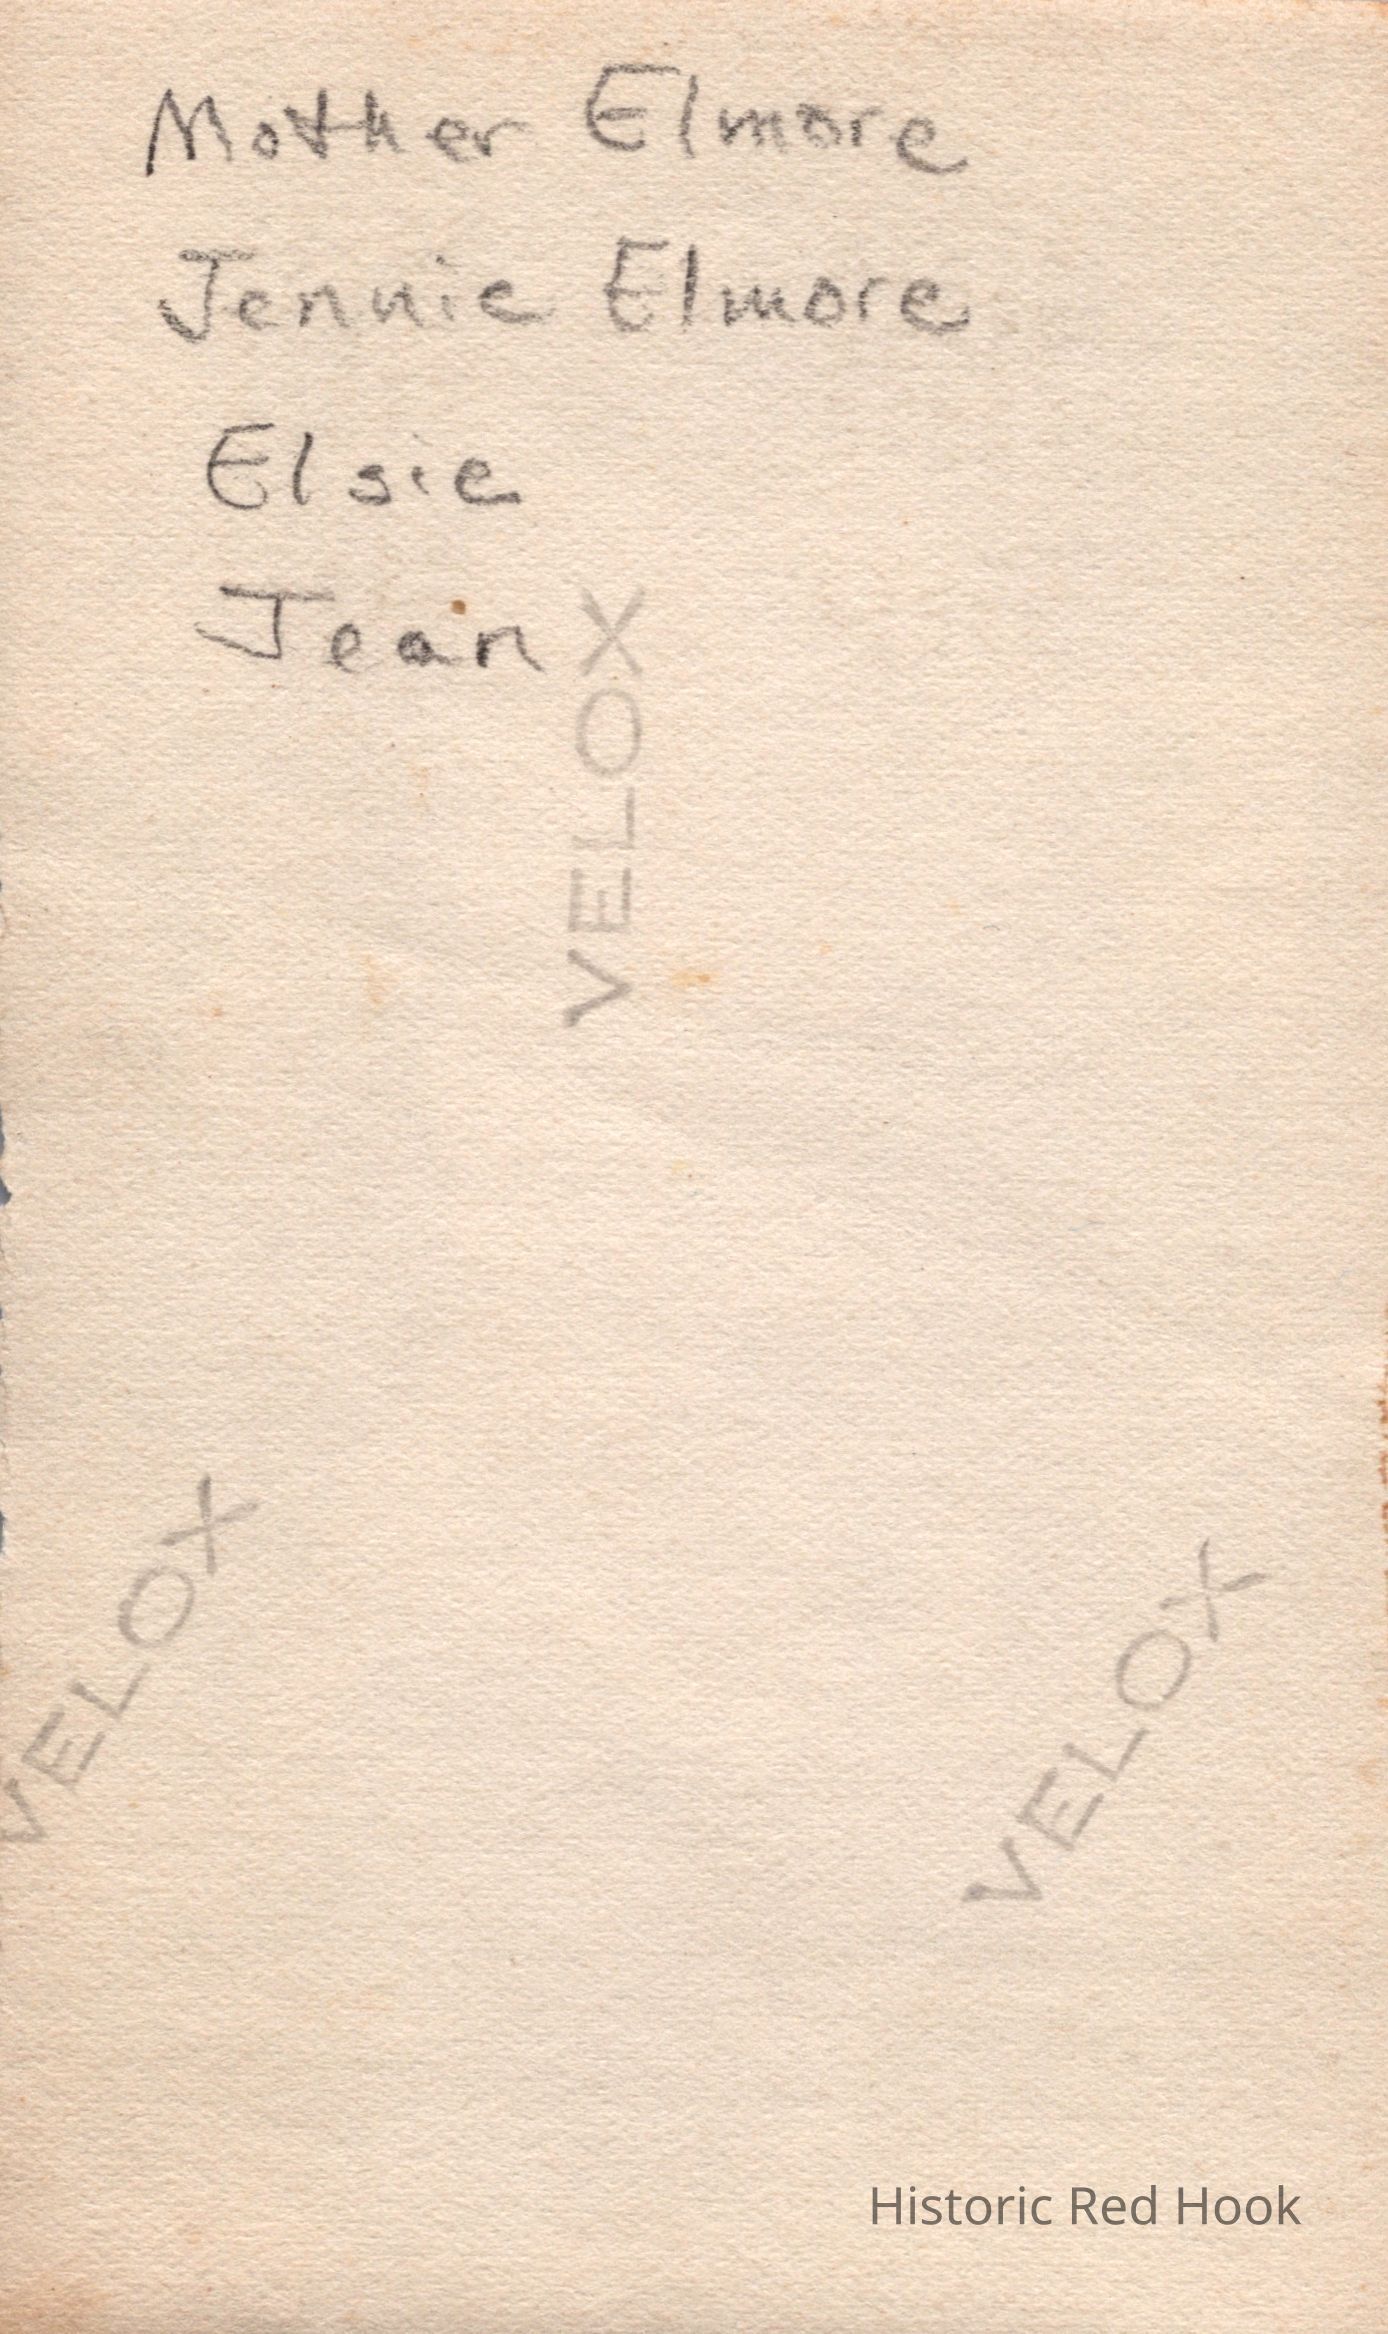 Mother Elmore
Jennie Elmore
Elsie
Jean
VELOX
VELOX
VELOX
Historic Red Hook